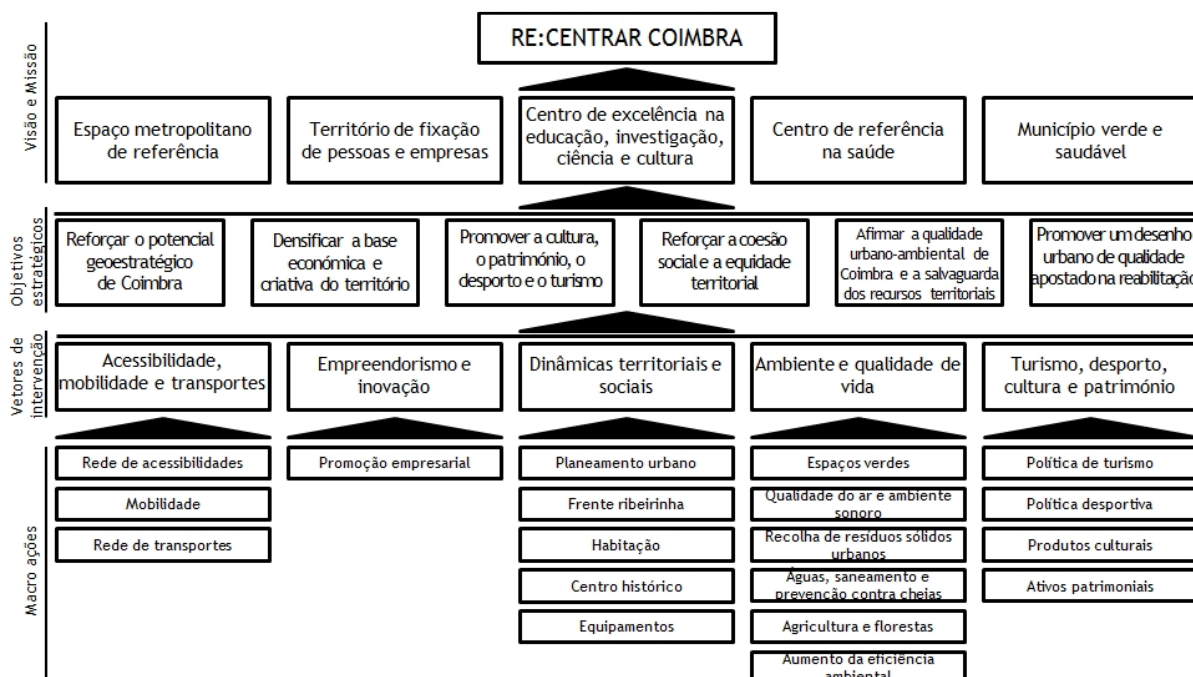 RE:CENTRAR COIMBRA
Visão e Missão
Espaço metropolitano
de referência
Território de fixação
de pessoas e empresas
Centro de excelência na
educação, investigação,
ciência e cultura
Centro de referência
na saúde
Município verde e
saudável
Objetivos
estratégicos
Reforçar o potencial
geoestratégico
de Coimbra
Densificar a base
económica e
criativa do território
Promover a cultura,
o património, o
desporto e o turismo
Reforçar a coesão
social e a equidade
territorial
Afirmar a qualidade
urbano-ambiental de
Coimbra e a salvaguarda
dos recursos territoriais
Promover um desenho
urbano de qualidade
apostado na reabilitação
Vetores de
intervenção
Acessibilidade,
mobilidade e transportes
Empreendorismo e
inovação
Dinâmicas territoriais e
sociais
Ambiente e qualidade de
vida
Turismo, desporto,
cultura e património
Macro ações
Rede de acessibilidades
Mobilidade
Rede de transportes
Promoção empresarial
Planeamento urbano
Frente ribeirinha
Habitação
Centro histórico
Equipamentos
Espaços verdes
Qualidade do ar e ambiente
sonoro
Recolha de resíduos sólidos
urbanos
Águas, saneamento e
prevenção contra cheias
Agricultura e florestas
Aumento da eficiência
ambiental
Política de turismo
Política desportiva
Produtos culturais
Ativos patrimoniais